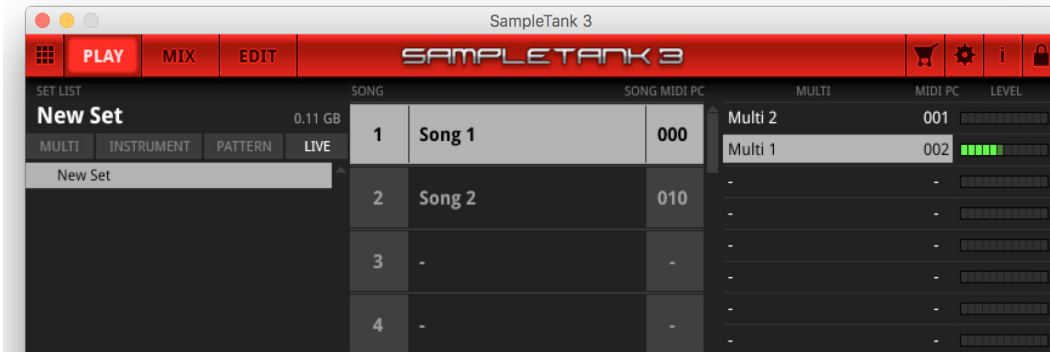 SampleTank 3
PLAY MIX EDIT SAMPLETANK 3 i
SET LIST SONG SONG MIDI PC MULTI MIDI PC LEVEL
New Set 0.11 GB
MULTI INSTRUMENT PATTERN LIVE
New Set
1 Song 1 000
2 Song 2 010
3 - -
4 - -
Multi 2 001
Multi 1 002
- -
- -
- -
- -
- -
- -